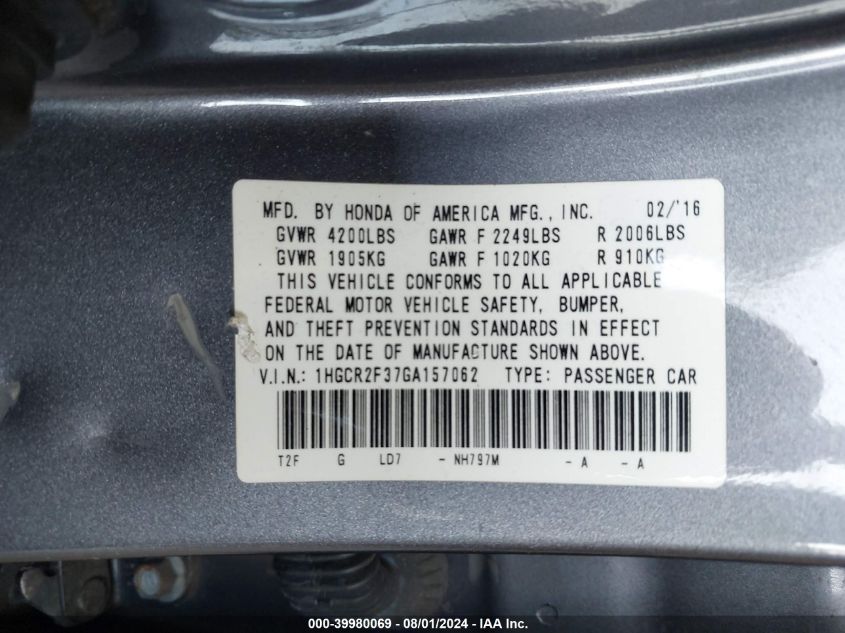 MFD. BY HONDA OF AMERICA MFG., INC. 02/'16
GVWR 4200LBS GAWR F 2249LBS R 2006LBS
GVWR 1905KG GAWR F 1020KG R 910KG
THIS VEHICLE CONFORMS TO ALL APPLICABLE
FEDERAL MOTOR VEHICLE SAFETY, BUMPER,
AND THEFT PREVENTION STANDARDS IN EFFECT
ON THE DATE OF MANUFACTURE SHOWN ABOVE.
V.I.N.: 1HGCR2F37GA157062 TYPE: PASSENGER CAR
T2F G LD7 - NH797M - A - A
000-39980069 - 08/01/2024 - IAA Inc.